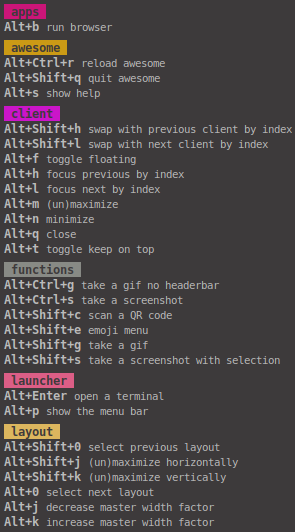 apps
Alt+b run browser
awesome
Alt+Ctrl+r reload awesome
Alt+Shift+q quit awesome
Alt+s show help
client
Alt+Shift+h swap with previous client by index
Alt+Shift+l swap with next client by index
Alt+f toggle floating
Alt+h focus previous by index
Alt+l focus next by index
Alt+m (un)maximize
Alt+n minimize
Alt+q close
Alt+t toggle keep on top
functions
Alt+Ctrl+g take a gif no headerbar
Alt+Ctrl+s take a screenshot
Alt+Shift+c scan a QR code
Alt+Shift+e emoji menu
Alt+Shift+g take a gif
Alt+Shift+s take a screenshot with selection
launcher
Alt+Enter open a terminal
Alt+p show the menu bar
layout
Alt+Shift+0 select previous layout
Alt+Shift+j (un)maximize horizontally
Alt+Shift+k (un)maximize vertically
Alt+0 select next layout
Alt+j decrease master width factor
Alt+k increase master width factor